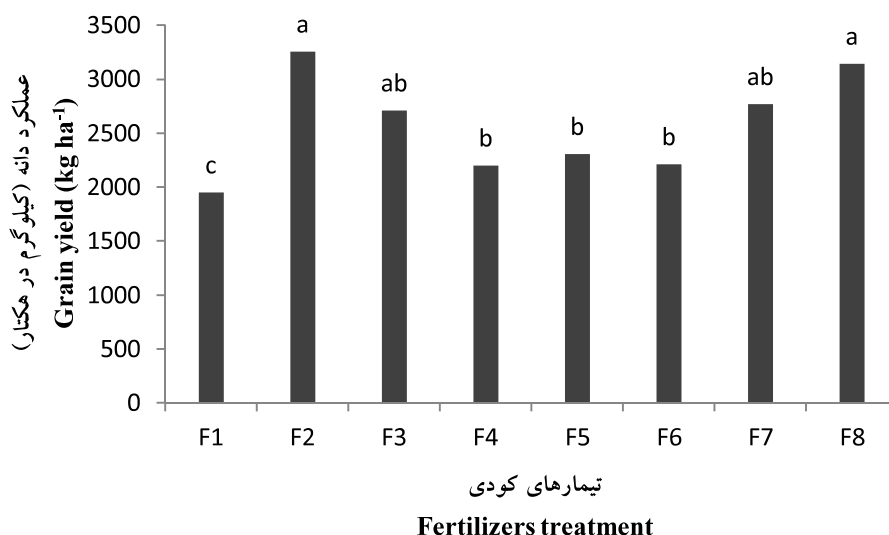 عملکرد دانه (کیلوگرم در هکتار)
Grain yield (kg ha⁻¹)
3500
3000
2500
2000
1500
1000
500
0
c
a
ab
b
b
b
ab
a
F1 F2 F3 F4 F5 F6 F7 F8
تیمارهای کودی
Fertilizers treatment